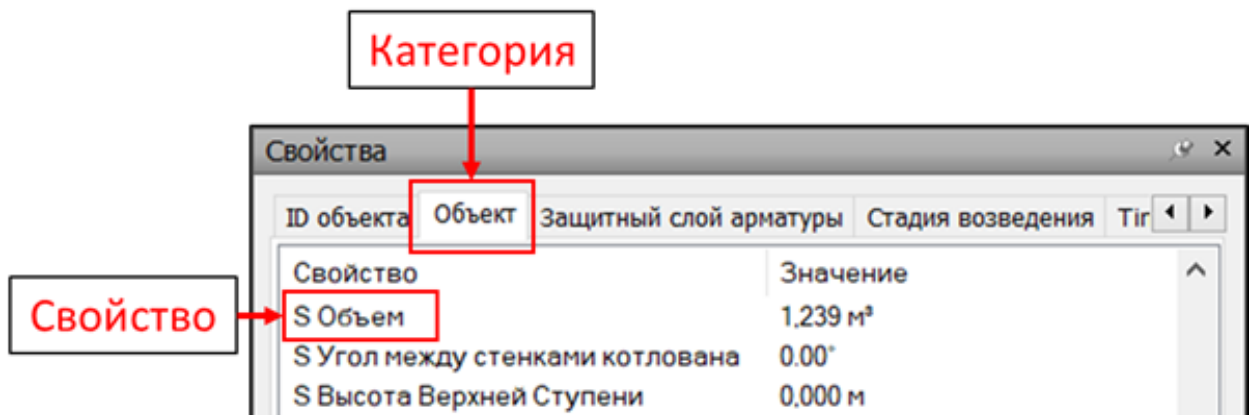 Категория
Свойства
ID объекта Объект Защитный слой арматуры Стадия возведения Tir
Свойство Значение
Свойство S Объем 1,239 м³
S Угол между стенками котлована 0.00°
S Высота Верхней Ступени 0,000 м